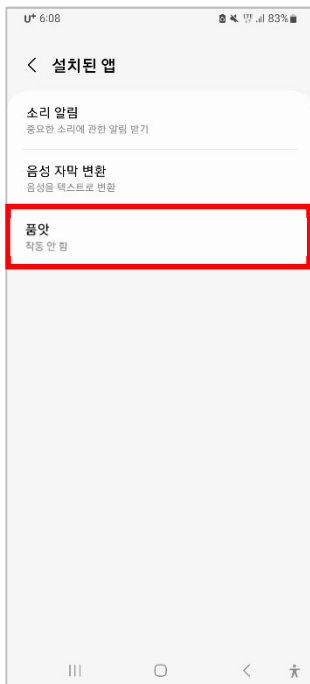 U⁺ 6:08 83%
설치된 앱
소리 알림
중요한 소리에 관한 알림 받기
음성 자막 변환
음성을 텍스트로 변환
품앗
작동 안 함